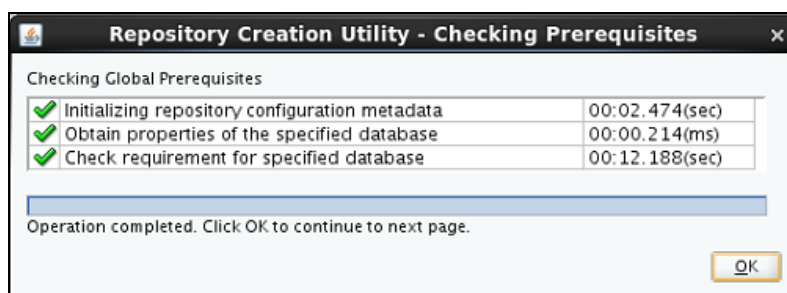 Repository Creation Utility - Checking Prerequisites
Checking Global Prerequisites
Initializing repository configuration metadata 00:02.474(sec)
Obtain properties of the specified database 00:00.214(ms)
Check requirement for specified database 00:12.188(sec)
Operation completed. Click OK to continue to next page.
OK